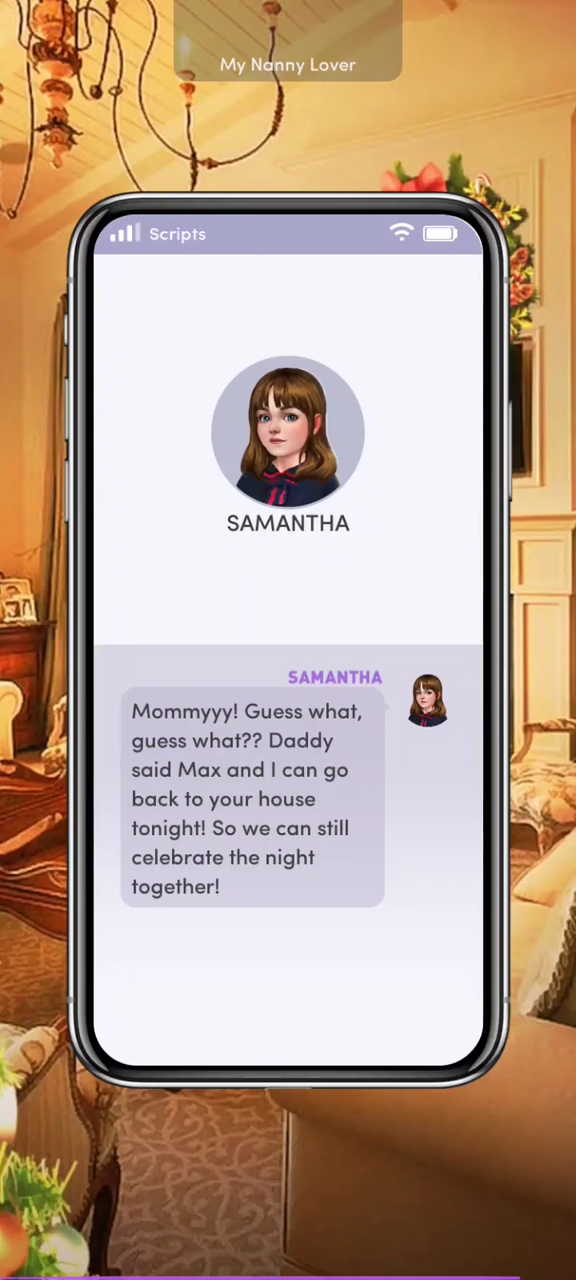 My Nanny Lover
Scripts
SAMANTHA
SAMANTHA
Mommyyy! Guess what,
guess what?? Daddy
said Max and I can go
back to your house
tonight! So we can still
celebrate the night
together!